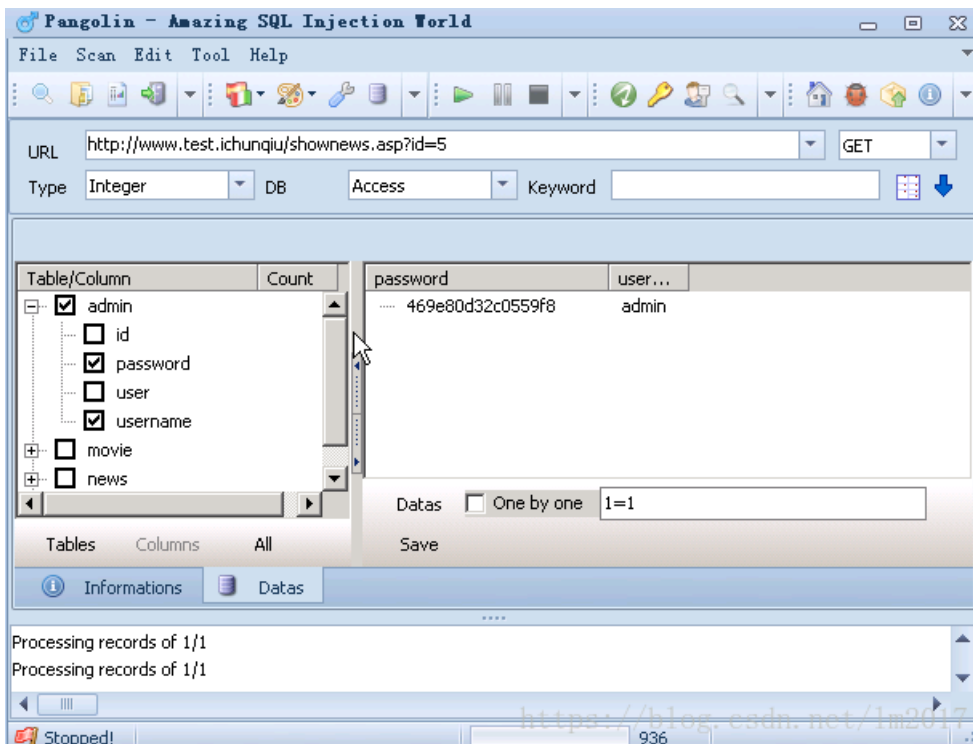 Pangolin - Amazing SQL Injection World
File Scan Edit Tool Help
URL http://www.test.ichunqiu/shownews.asp?id=5 GET
Type Integer DB Access Keyword
Table/Column Count password user...
admin 469e80d32c0559f8 admin
id
password
user
username
movie
news
Datas One by one 1=1
Tables Columns All Save
Informations Datas
Processing records of 1/1
Processing records of 1/1
https://blog.csdn.net/lm2017
Stopped! 936